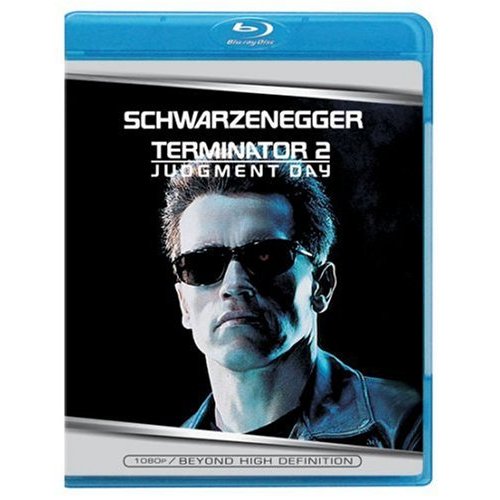 Blu-ray Disc
SCHWARZENEGGER
TERMINATOR 2
JUDGMENT DAY
1080P / BEYOND HIGH DEFINITION